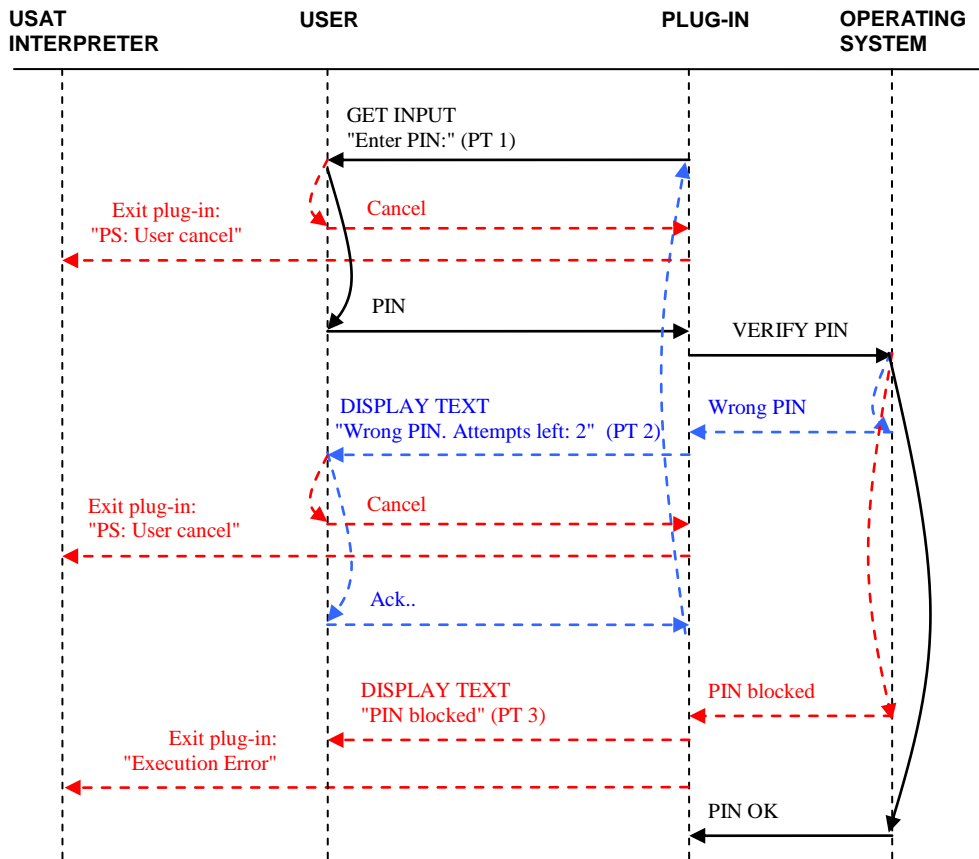 USAT
INTERPRETER
USER
PLUG-IN
OPERATING
SYSTEM
GET INPUT
"Enter PIN:" (PT 1)
Exit plug-in:
"PS: User cancel"
Cancel
PIN
VERIFY PIN
DISPLAY TEXT
"Wrong PIN. Attempts left: 2"  (PT 2)
Wrong PIN
Exit plug-in:
"PS: User cancel"
Cancel
Ack..
DISPLAY TEXT
"PIN blocked" (PT 3)
PIN blocked
Exit plug-in:
"Execution Error"
PIN OK